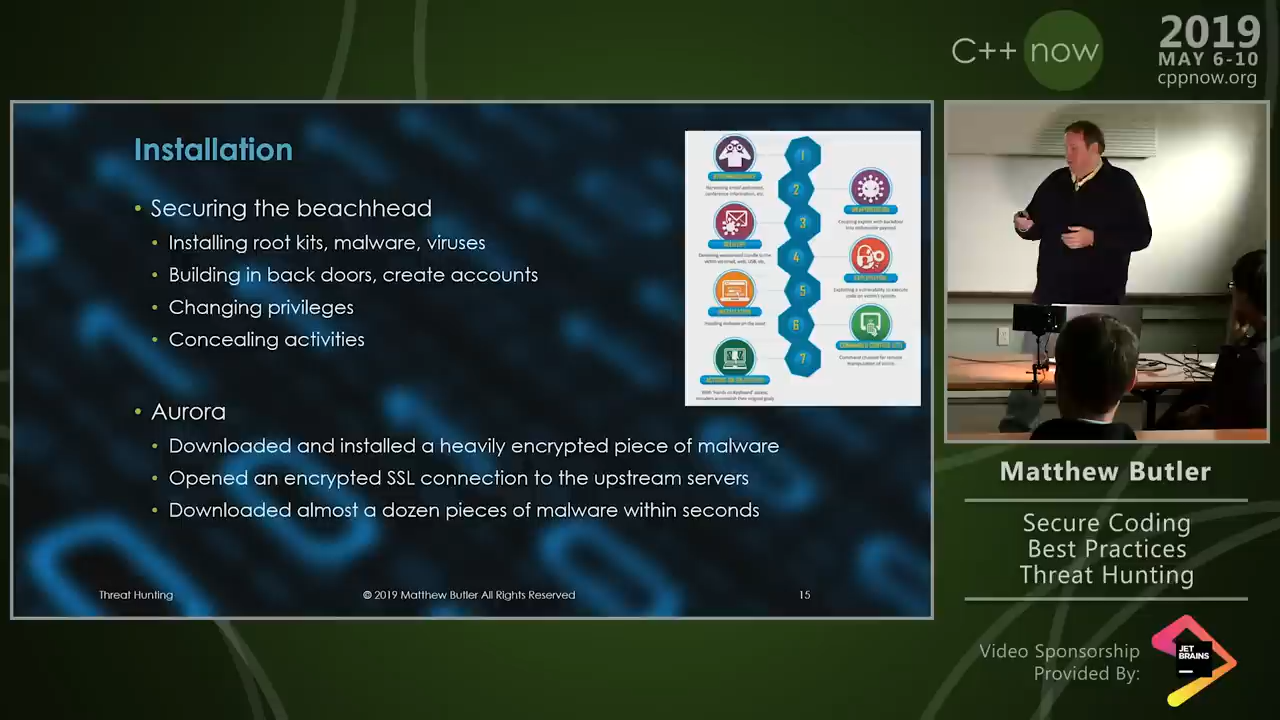 C++ now
2019
MAY 6-10
cppnow.org
Installation
• Securing the beachhead
• Installing root kits, malware, viruses
• Building in back doors, create accounts
• Changing privileges
• Concealing activities
• Aurora
• Downloaded and installed a heavily encrypted piece of malware
• Opened an encrypted SSL connection to the upstream servers
• Downloaded almost a dozen pieces of malware within seconds
Threat Hunting
© 2019 Matthew Butler All Rights Reserved
15
1
2
3
4
5
6
7
DELIVERY
INSTALLATION
Matthew Butler
Secure Coding
Best Practices
Threat Hunting
Video Sponsorship
Provided By:
JET
BRAINS